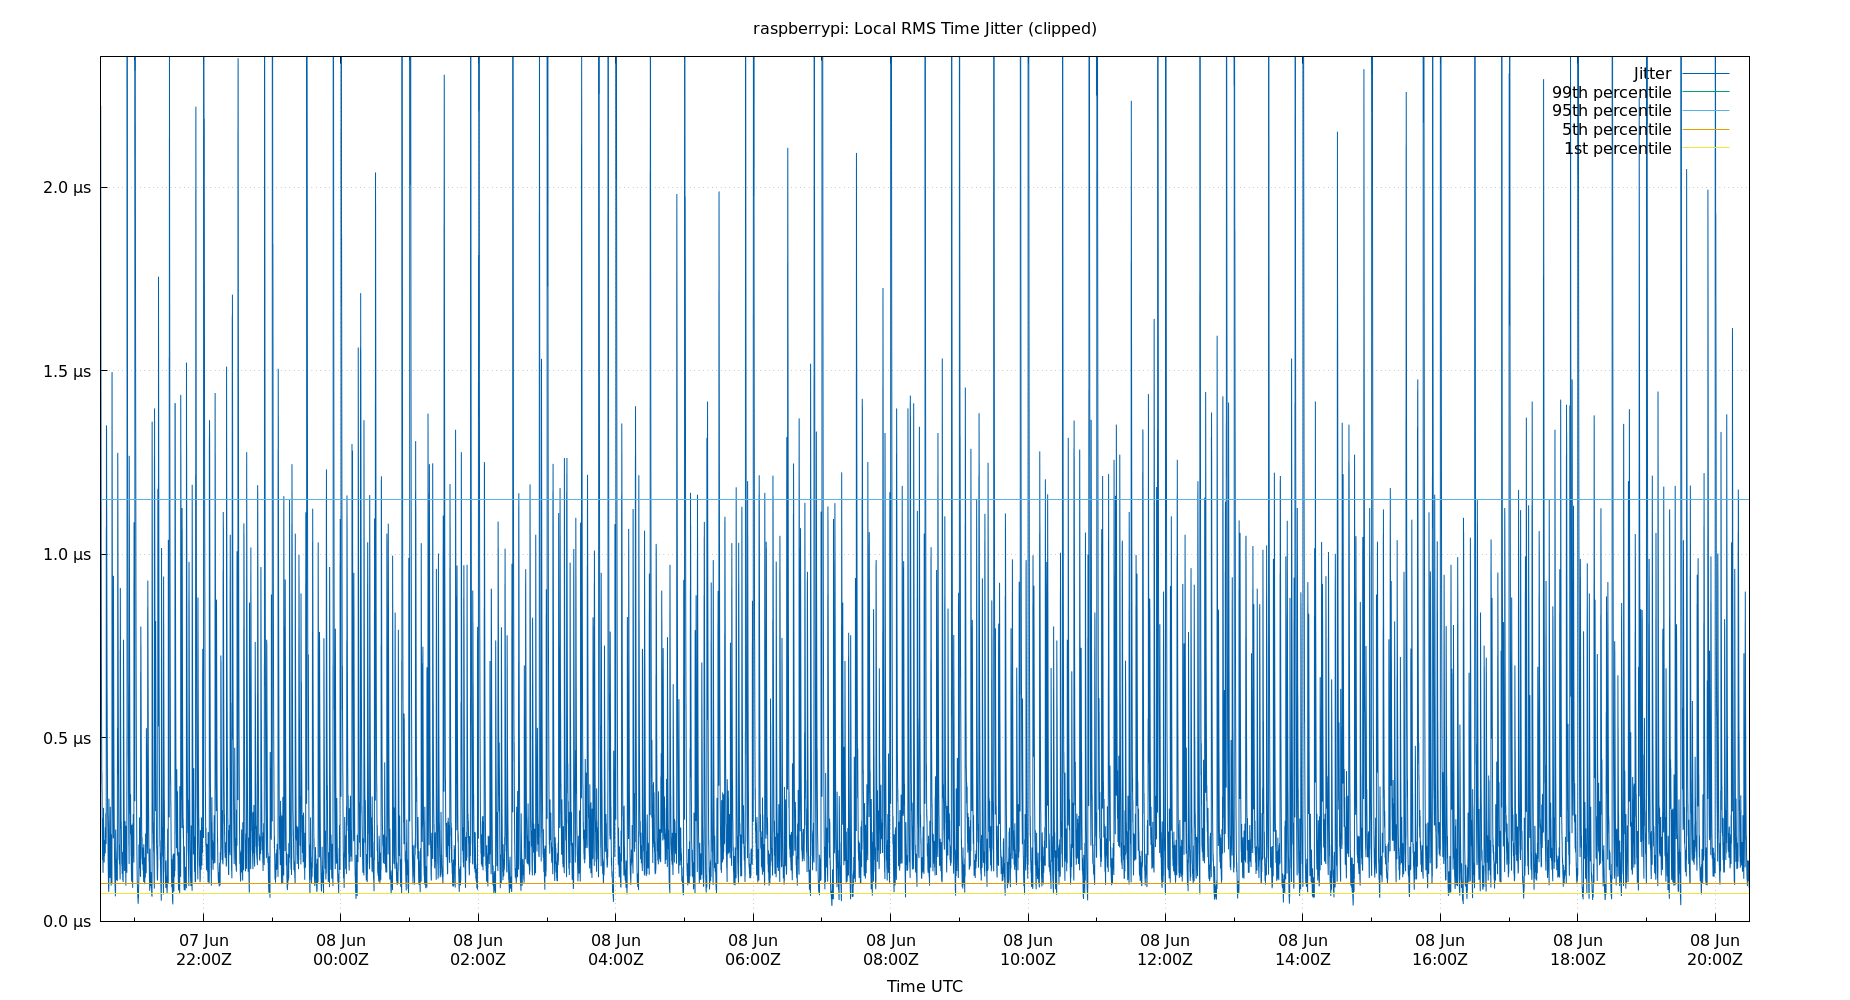 raspberrypi: Local RMS Time Jitter (clipped)
Jitter
99th percentile
95th percentile
5th percentile
1st percentile
2.0 μs
1.5 μs
1.0 μs
0.5 μs
0.0 μs
07 Jun 08 Jun 08 Jun 08 Jun 08 Jun 08 Jun 08 Jun 08 Jun 08 Jun 08 Jun 08 Jun 08 Jun
22:00Z 00:00Z 02:00Z 04:00Z 06:00Z 08:00Z 10:00Z 12:00Z 14:00Z 16:00Z 18:00Z 20:00Z
Time UTC